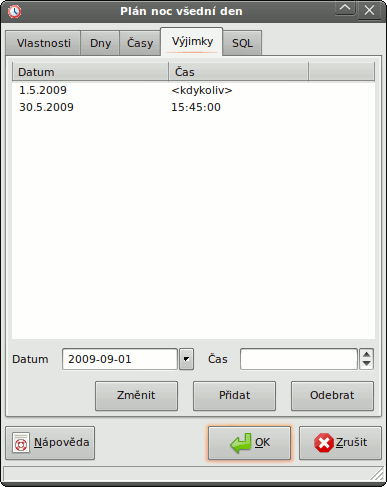 Plán noc všední den
Vlastnosti Dny Časy Výjimky SQL
Datum Čas
1.5.2009 <kdykoliv>
30.5.2009 15:45:00
Datum 2009-09-01 Čas
Změnit Přidat Odebrat
Nápověda OK Zrušit